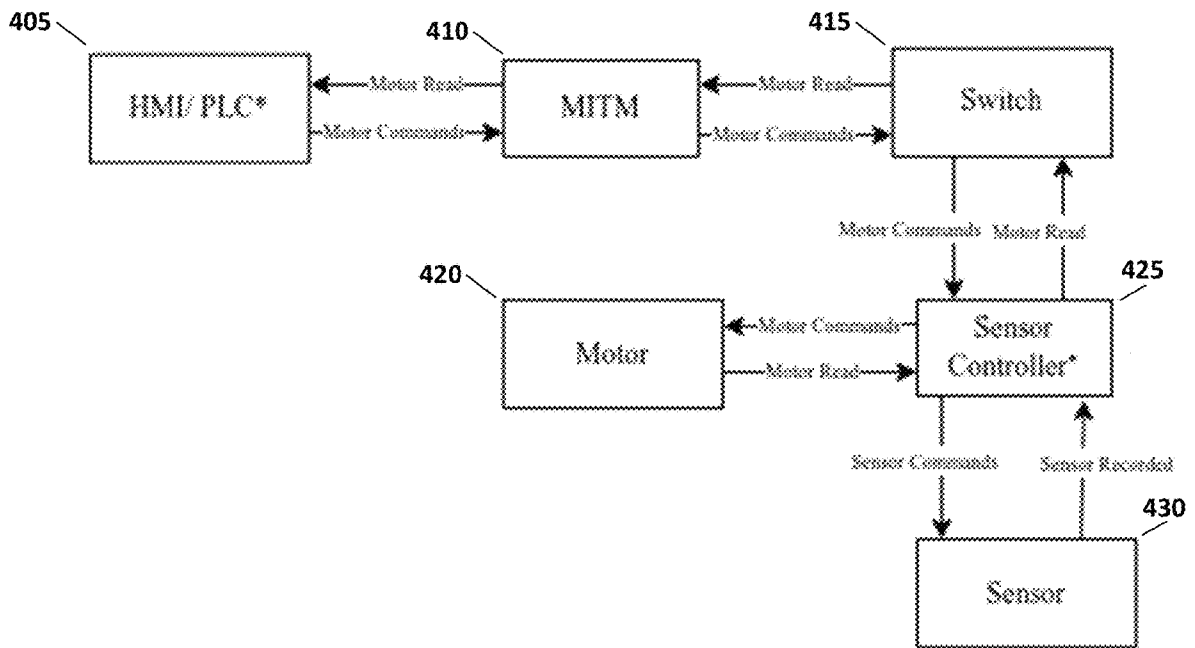 405
410
415
HMI/ PLC*
Motor Read
Motor Commands
MITM
Motor Read
Motor Commands
Switch
Motor Commands
Motor Read
420
425
Motor
Motor Commands
Motor Read
Sensor
Controller*
Sensor Commands
Sensor Recorded
430
Sensor